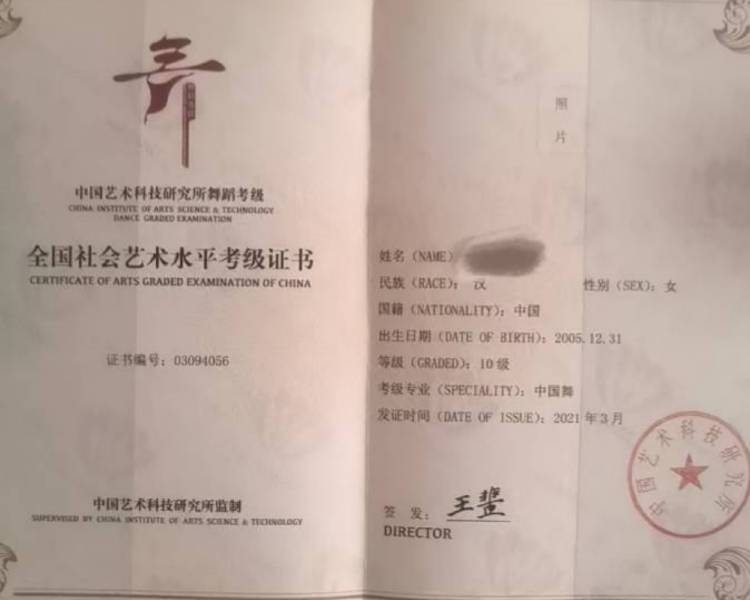 中国艺术科技研究所舞蹈考级
CHINA INSTITUTE OF ARTS SCIENCE & TECHNOLOGY
DANCE GRADED EXAMINATION
全国社会艺术水平考级证书
CERTIFICATE OF ARTS GRADED EXAMINATION OF CHINA
证书编号：03094056
中国艺术科技研究所监制
SUPERVISED BY CHINA INSTITUTE OF ARTS SCIENCE & TECHNOLOGY
照
片
姓名（NAME）
民族（RACE）： 汉 性别（SEX）：女
国籍（NATIONALITY）：中国
出生日期（DATE OF BIRTH）：2005.12.31
等级（GRADED）：10级
考级专业（SPECIALITY）：中国舞
发证时间（DATE OF ISSUE）：2021年3月
签 发：
DIRECTOR
中国艺术科技研究所